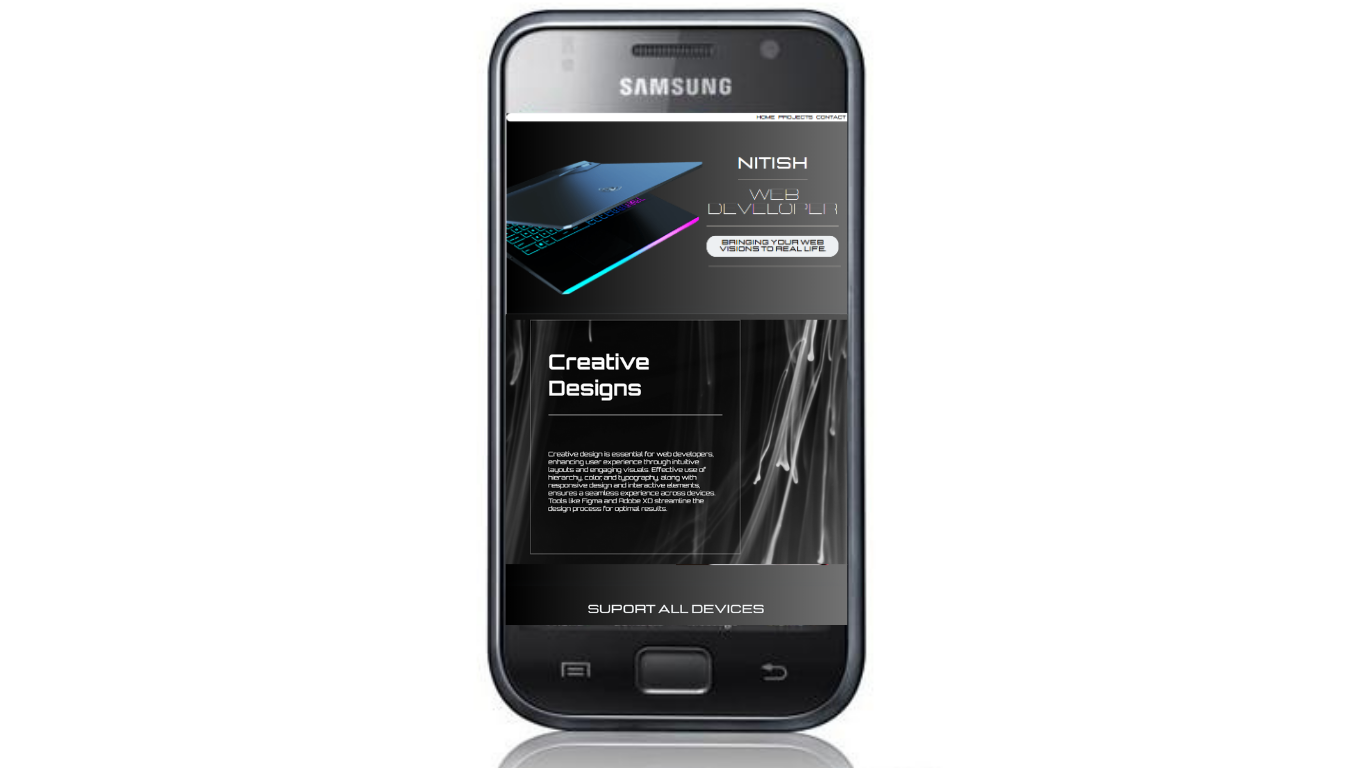 SAMSUNG
HOME PROJECTS CONTACT
NITISH
WEB
DEVELOPER
BRINGING YOUR WEB
VISIONS TO REAL LIFE.
Creative
Designs
Creative design is essential for web developers,
enhancing user experience through intuitive
layouts and engaging visuals. Effective use of
hierarchy, color, and typography, along with
responsive design and interactive elements,
ensures a seamless experience across devices.
Tools like Figma and Adobe XD streamline the
design process for optimal results.
SUPORT ALL DEVICES